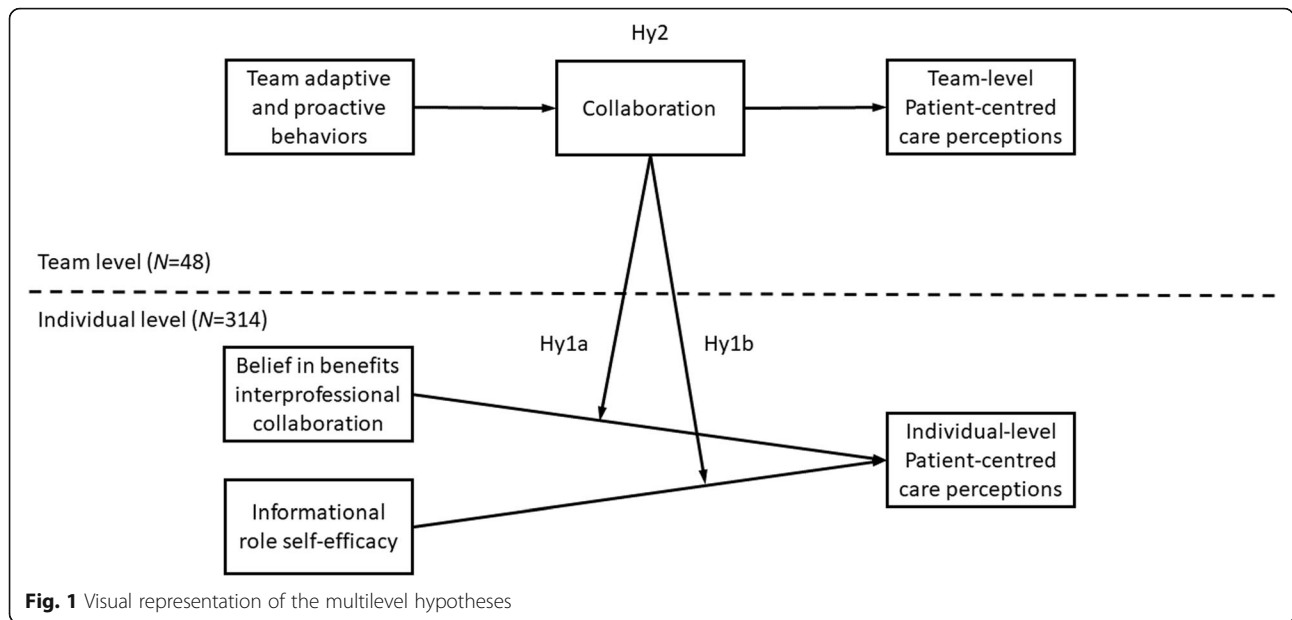 Hy2
Team adaptive
and proactive
behaviors
Collaboration
Team-level
Patient-centred
care perceptions
Team level (N=48)
Individual level (N=314)
Hy1a
Hy1b
Belief in benefits
interprofessional
collaboration
Informational
role self-efficacy
Individual-level
Patient-centred
care perceptions
Fig. 1 Visual representation of the multilevel hypotheses